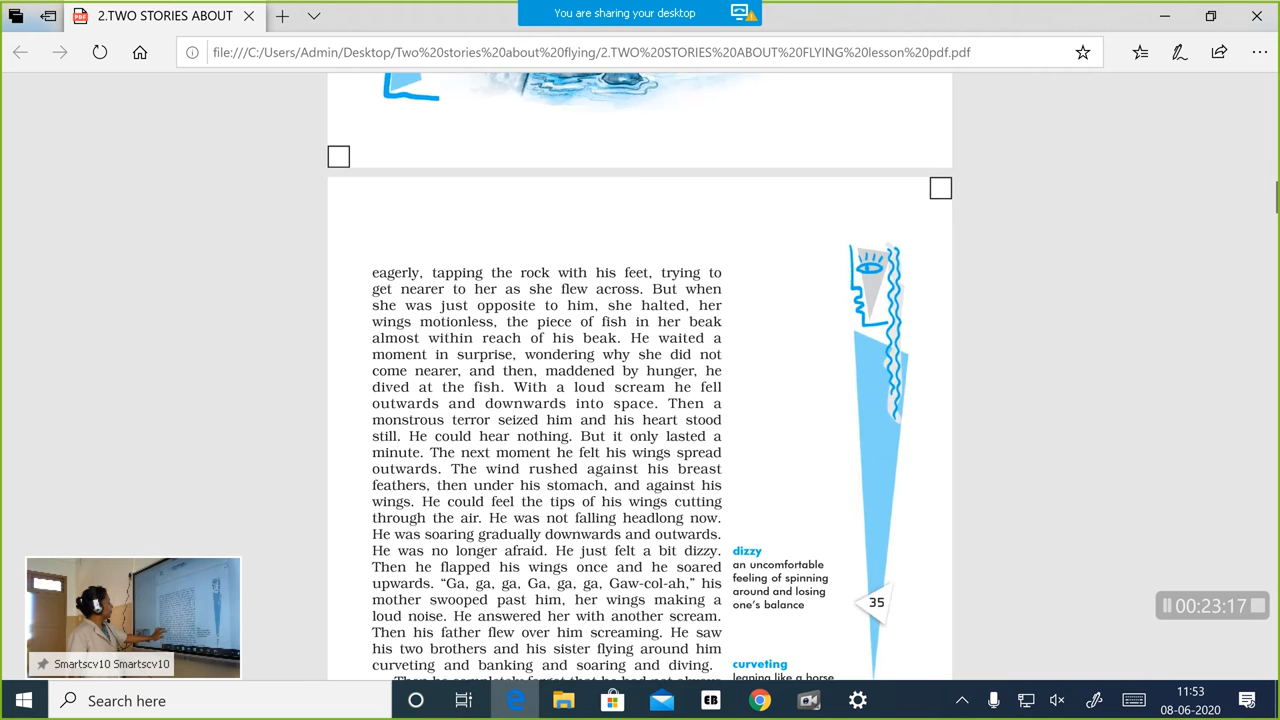 2.TWO STORIES ABOUT
You are sharing your desktop
file:///C:/Users/Admin/Desktop/Two%20stories%20about%20flying/2.TWO%20STORIES%20ABOUT%20FLYING%20lesson%20pdf.pdf
eagerly, tapping the rock with his feet, trying to
get nearer to her as she flew across. But when
she was just opposite to him, she halted, her
wings motionless, the piece of fish in her beak
almost within reach of his beak. He waited a
moment in surprise, wondering why she did not
come nearer, and then, maddened by hunger, he
dived at the fish. With a loud scream he fell
outwards and downwards into space. Then a
monstrous terror seized him and his heart stood
still. He could hear nothing. But it only lasted a
minute. The next moment he felt his wings spread
outwards. The wind rushed against his breast
feathers, then under his stomach, and against his
wings. He could feel the tips of his wings cutting
through the air. He was not falling headlong now.
He was soaring gradually downwards and outwards.
He was no longer afraid. He just felt a bit dizzy.
Then he flapped his wings once and he soared
upwards. “Ga, ga, ga, Ga, ga, ga, Gaw-col-ah,” his
mother swooped past him, her wings making a
loud noise. He answered her with another scream.
Then his father flew over him screaming. He saw
his two brothers and his sister flying around him
curveting and banking and soaring and diving.
Then he completely forgot that he had not always
dizzy
an uncomfortable
feeling of spinning
around and losing
one’s balance
35
curveting
leaping like a horse
00:23:17
Smartscv10 Smartscv10
Search here
EB
11:53
08-06-2020